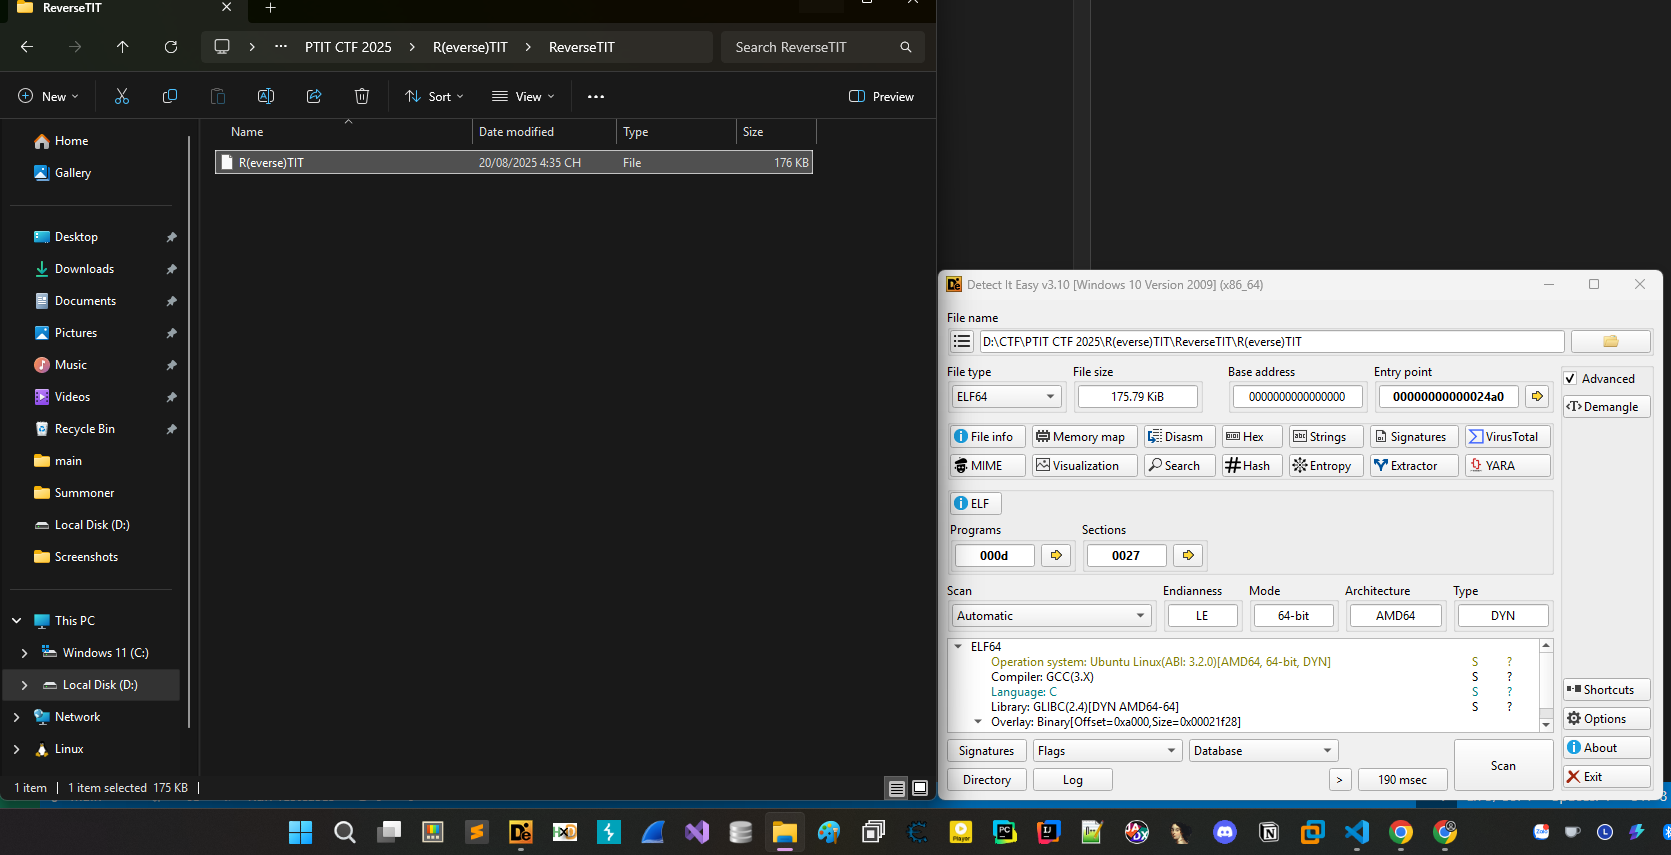 ReverseTIT
PTIT CTF 2025 R(everse)TIT ReverseTIT Search ReverseTIT
New Sort View Preview
Name Date modified Type Size
R(everse)TIT 20/08/2025 4:35 CH File 176 KB
Home
Gallery
Desktop
Downloads
Documents
Pictures
Music
Videos
Recycle Bin
main
Summoner
Local Disk (D:)
Screenshots
This PC
Windows 11 (C:)
Local Disk (D:)
Network
Linux
1 item 1 item selected 175 KB
Detect It Easy v3.10 [Windows 10 Version 2009] (x86_64)
File name
D:\CTF\PTIT CTF 2025\R(everse)TIT\ReverseTIT\R(everse)TIT
File type File size Base address Entry point
Advanced
ELF64 175.79 KiB 0000000000000000 00000000000024a0
Demangle
File info Memory map Disasm Hex Strings Signatures VirusTotal
MIME Visualization Search Hash Entropy Extractor YARA
ELF
Programs Sections
000d 0027
Scan Endianness Mode Architecture Type
Automatic LE 64-bit AMD64 DYN
ELF64
Operation system: Ubuntu Linux(ABI: 3.2.0)[AMD64, 64-bit, DYN] S ?
Compiler: GCC(3.X) S ?
Language: C S ?
Library: GLIBC(2.4)[DYN AMD64-64] S ?
Overlay: Binary[Offset=0xa000,Size=0x00021f28]
Shortcuts
Options
About
Exit
Signatures Flags Database Scan
Directory Log > 190 msec